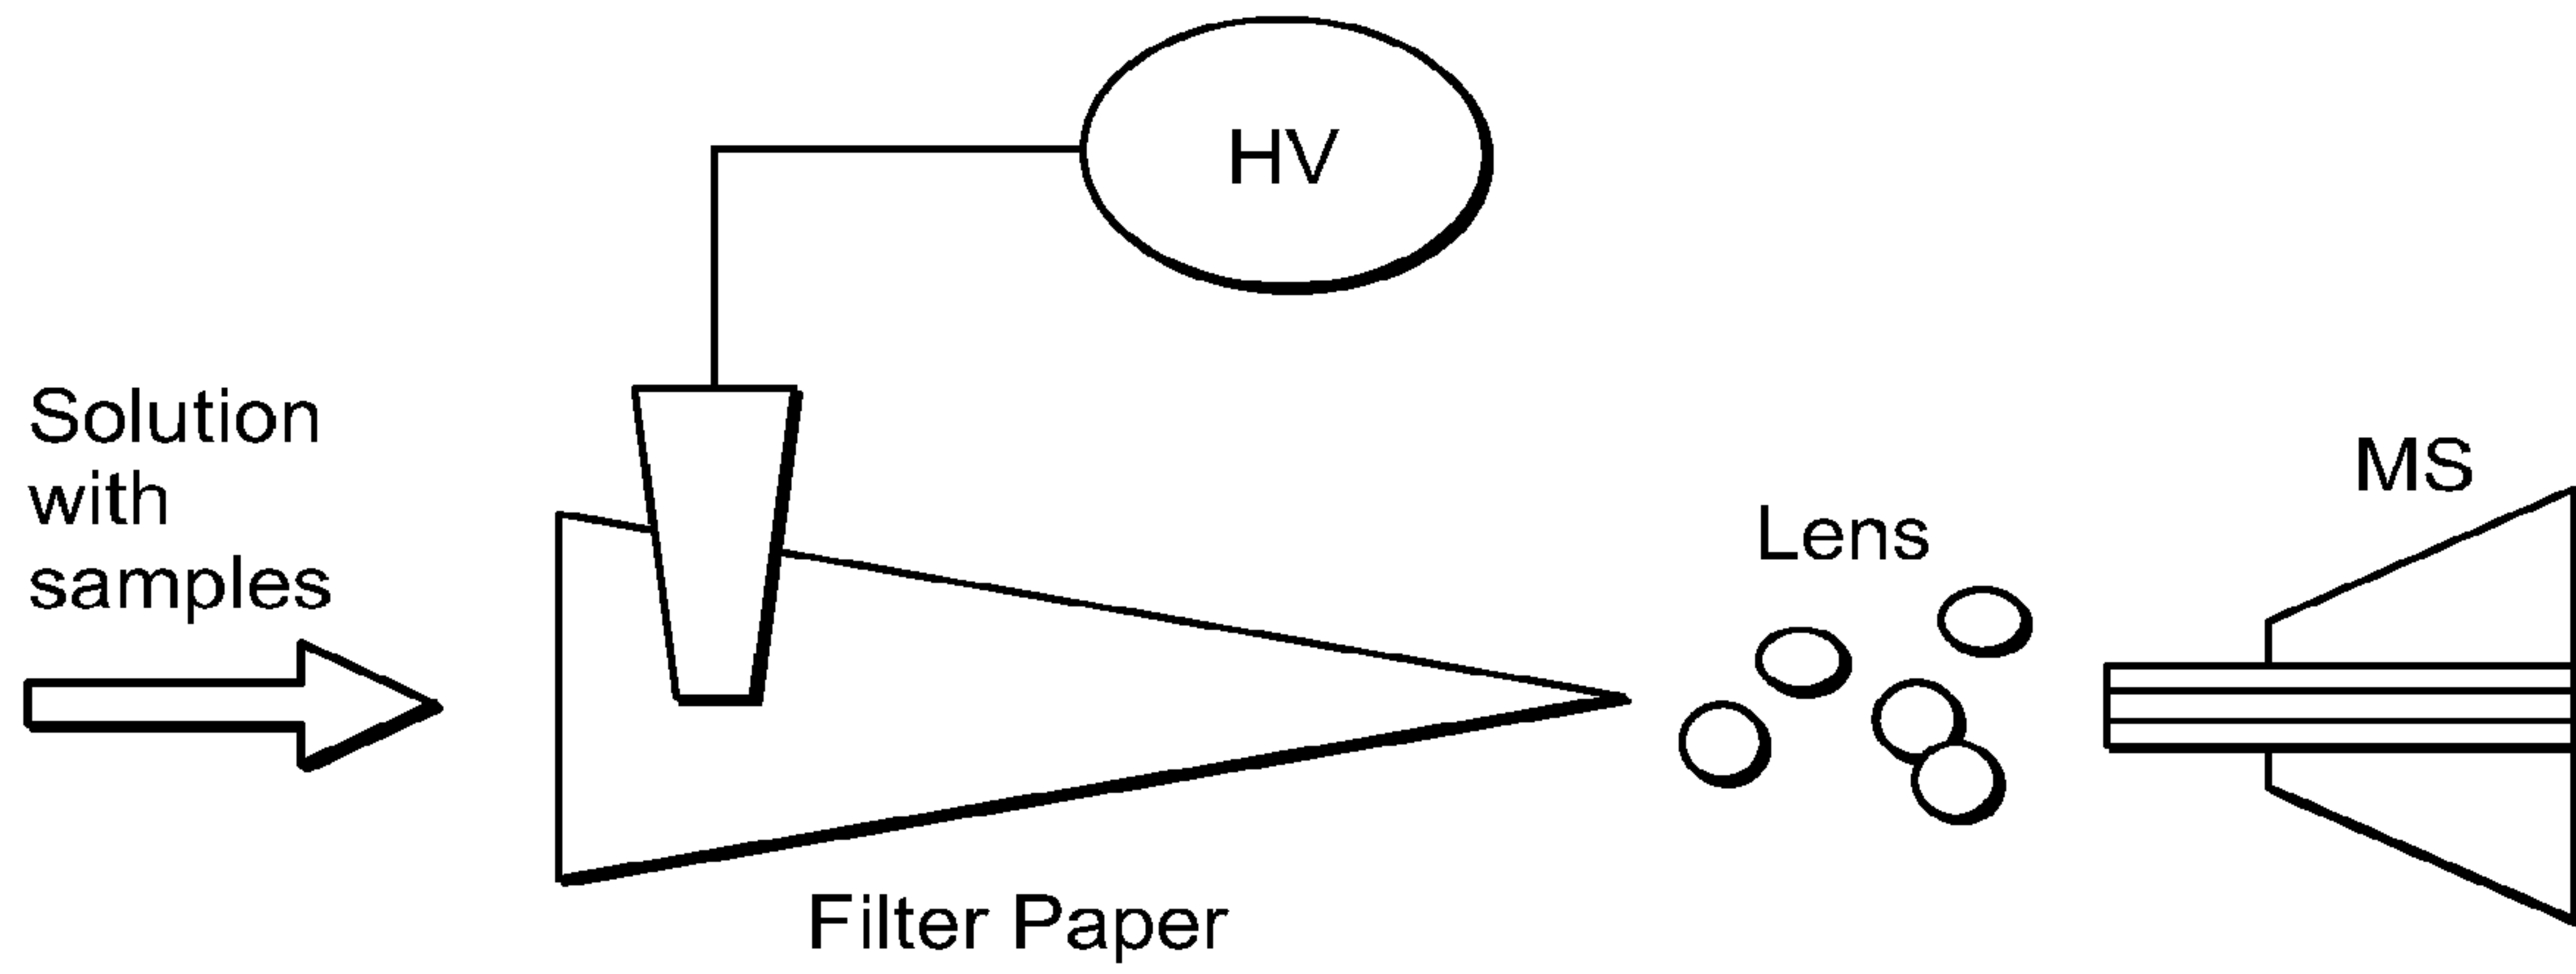 HV
Solution
with
samples
MS
Lens
Filter Paper